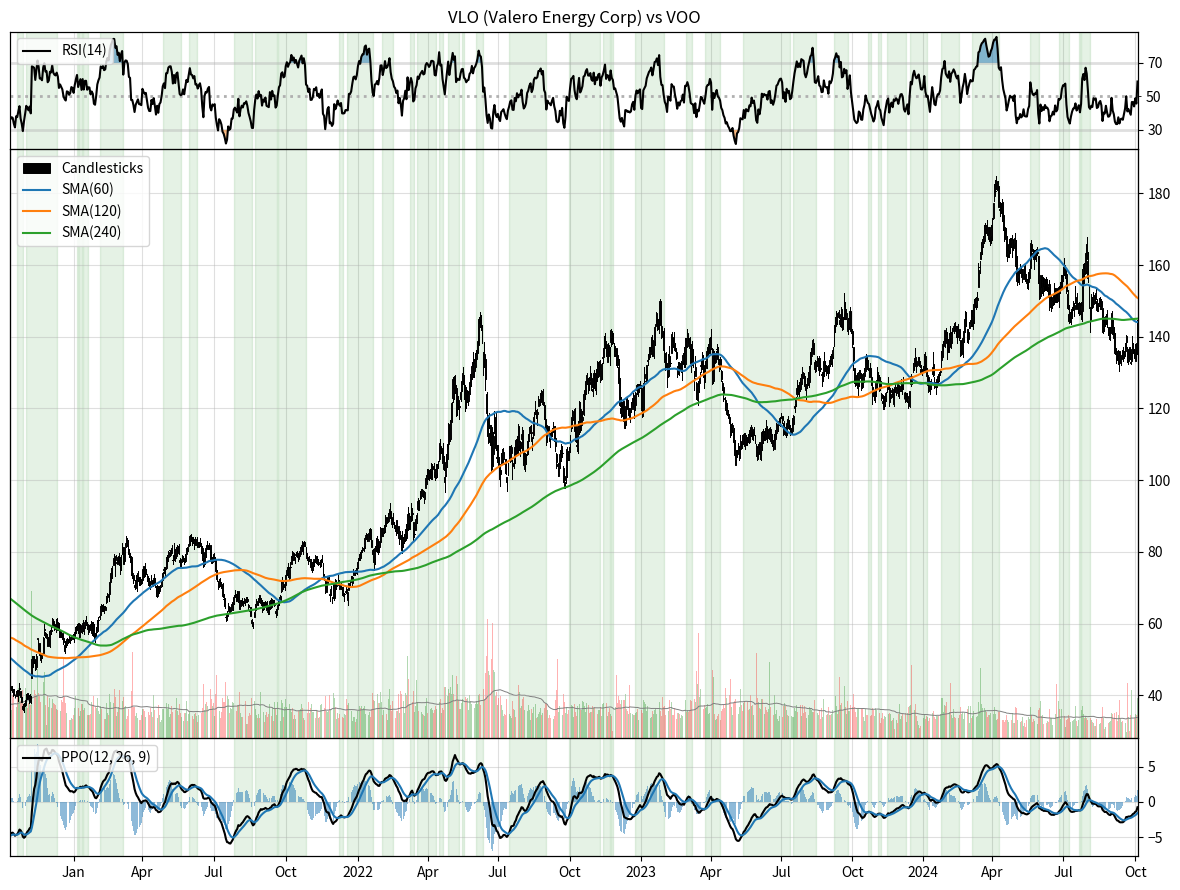 VLO (Valero Energy Corp) vs VOO
RSI(14)
70
50
30
Candlesticks
SMA(60)
SMA(120)
SMA(240)
180
160
140
120
100
80
60
40
PPO(12, 26, 9)
5
0
−5
Jan Apr Jul Oct 2022 Apr Jul Oct 2023 Apr Jul Oct 2024 Apr Jul Oct